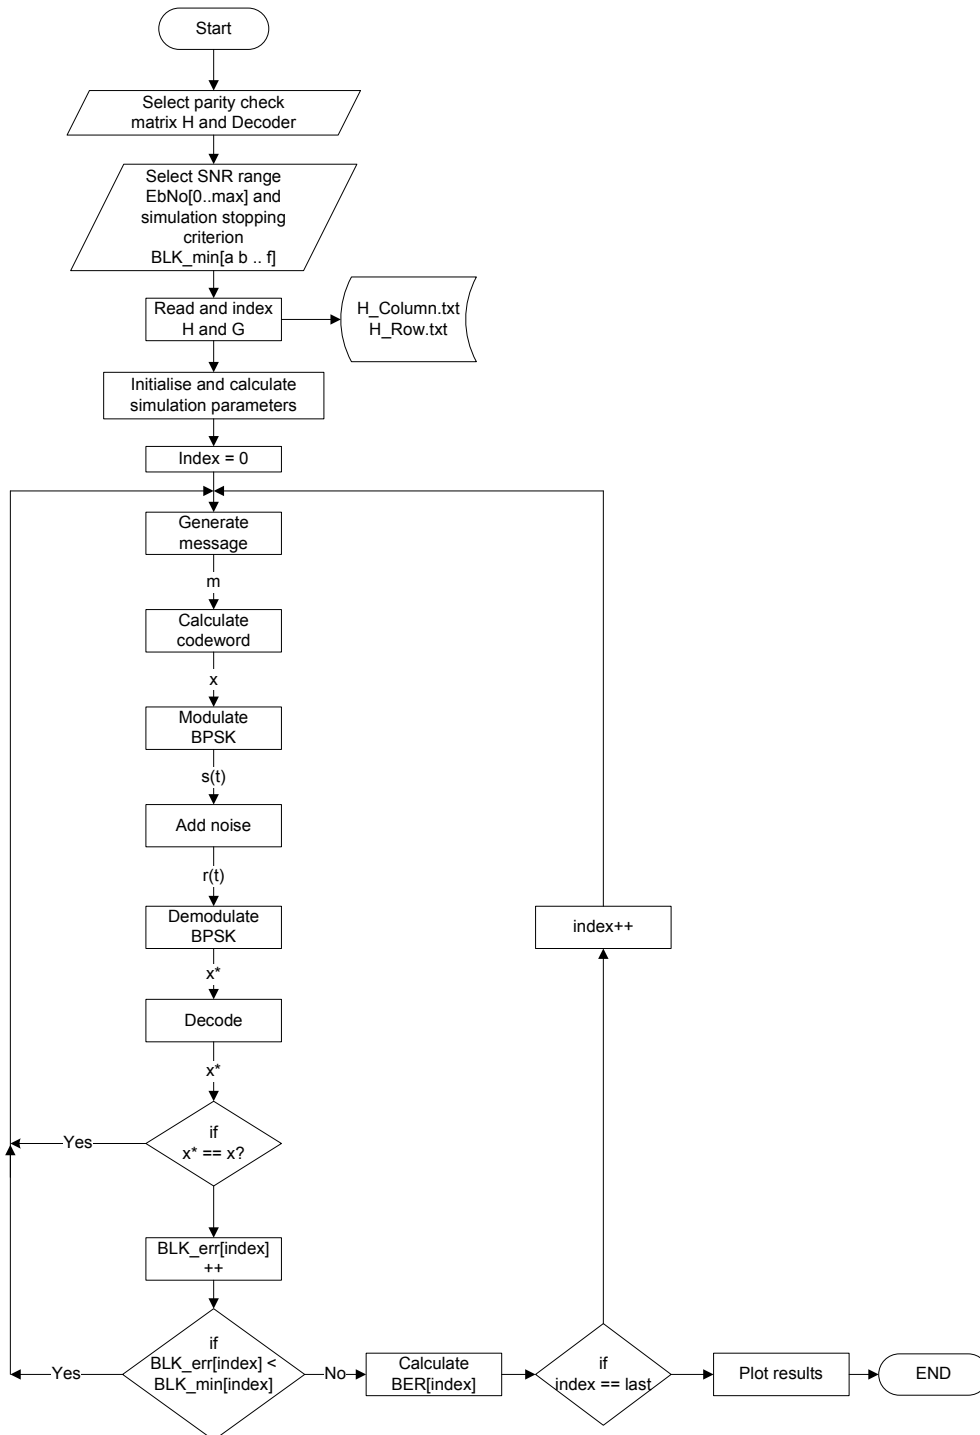 Start
Select parity check
matrix H and Decoder
Select SNR range
EbNo[0..max] and
simulation stopping
criterion
BLK_min[a b .. f]
Read and index
H and G
H_Column.txt
H_Row.txt
Initialise and calculate
simulation parameters
Index = 0
Generate
message
m
Calculate
codeword
x
Modulate
BPSK
s(t)
Add noise
r(t)
Demodulate
BPSK
x*
index++
Decode
x*
if
x* == x?
Yes
BLK_err[index]
++
if
BLK_err[index] <
BLK_min[index]
Yes
No
Calculate
BER[index]
if
index == last
Plot results
END